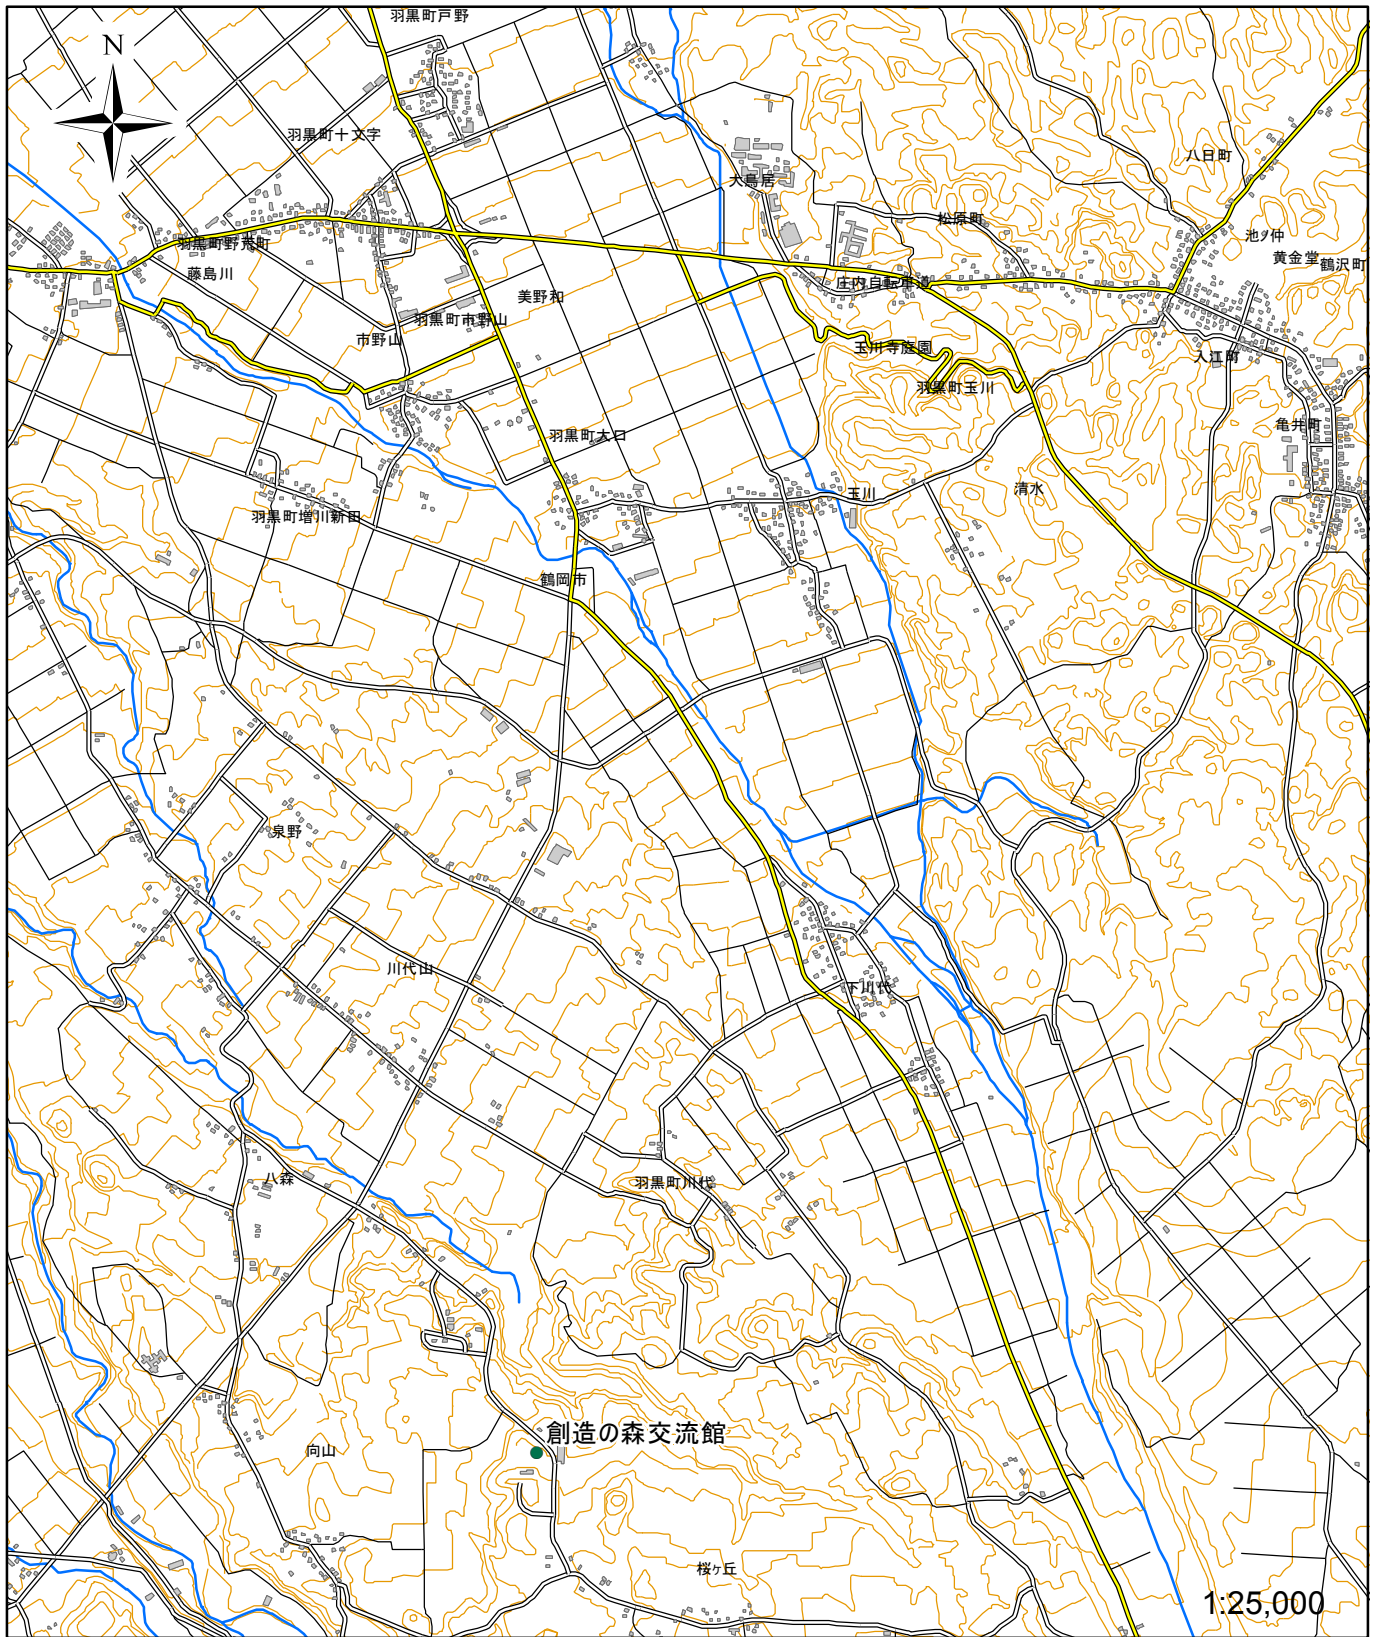 羽黒町戸野
N
羽黒町十文字
八日町
大鳥居
松原町
池ノ仲
羽黒町野荒町
黄金堂
鶴沢町
藤島川
庄内自転車道
美野和
羽黒町市野山
市野山
玉川寺庭園
入江町
羽黒町玉川
亀井町
羽黒町大口
清水
玉川
羽黒町増川新田
鶴岡市
泉野
川代山
下川代
八森
羽黒町川代
創造の森交流館
向山
桜ヶ丘
1:25,000